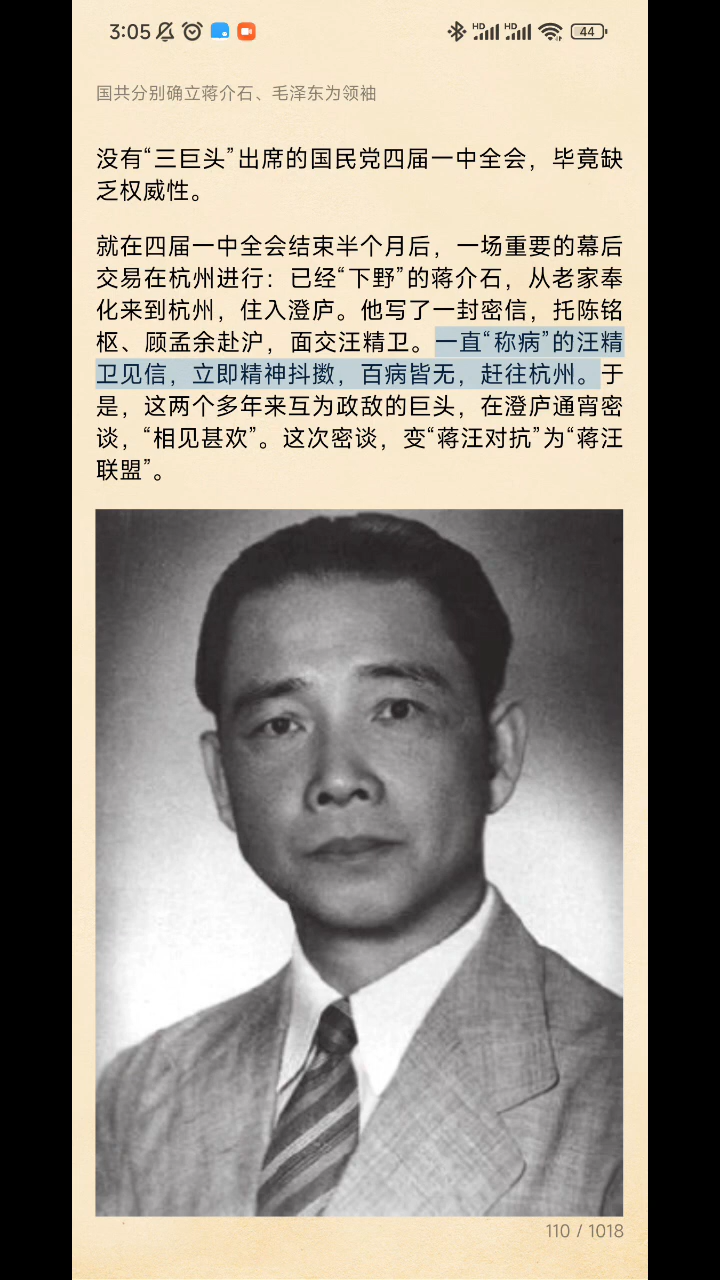 3:05
HD HD 44
国共分别确立蒋介石、毛泽东为领袖
没有“三巨头”出席的国民党四届一中全会，毕竟缺
乏权威性。
就在四届一中全会结束半个月后，一场重要的幕后
交易在杭州进行：已经“下野”的蒋介石，从老家奉
化来到杭州，住入澄庐。他写了一封密信，托陈铭
枢、顾孟余赴沪，面交汪精卫。一直“称病”的汪精
卫见信，立即精神抖擞，百病皆无，赶往杭州。于
是，这两个多年来互为政敌的巨头，在澄庐通宵密
谈，“相见甚欢”。这次密谈，变“蒋汪对抗”为“蒋汪
联盟”。
110 / 1018